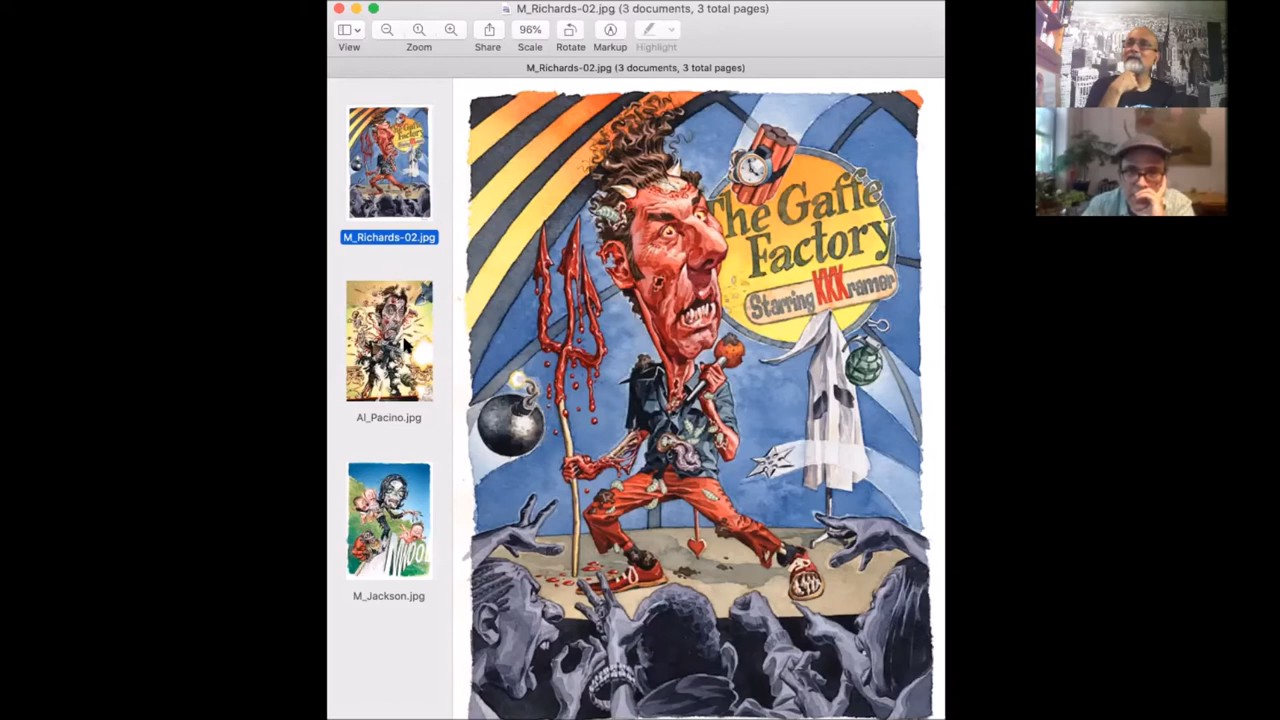 M_Richards-02.jpg (3 documents, 3 total pages)
96%
View
Zoom
Share
Scale
Rotate
Markup
Highlight
M_Richards-02.jpg (3 documents, 3 total pages)
M_Richards-02.jpg
Al_Pacino.jpg
M_Jackson.jpg
The Gaffe
Factory
Starring KKKramer
NOOO!